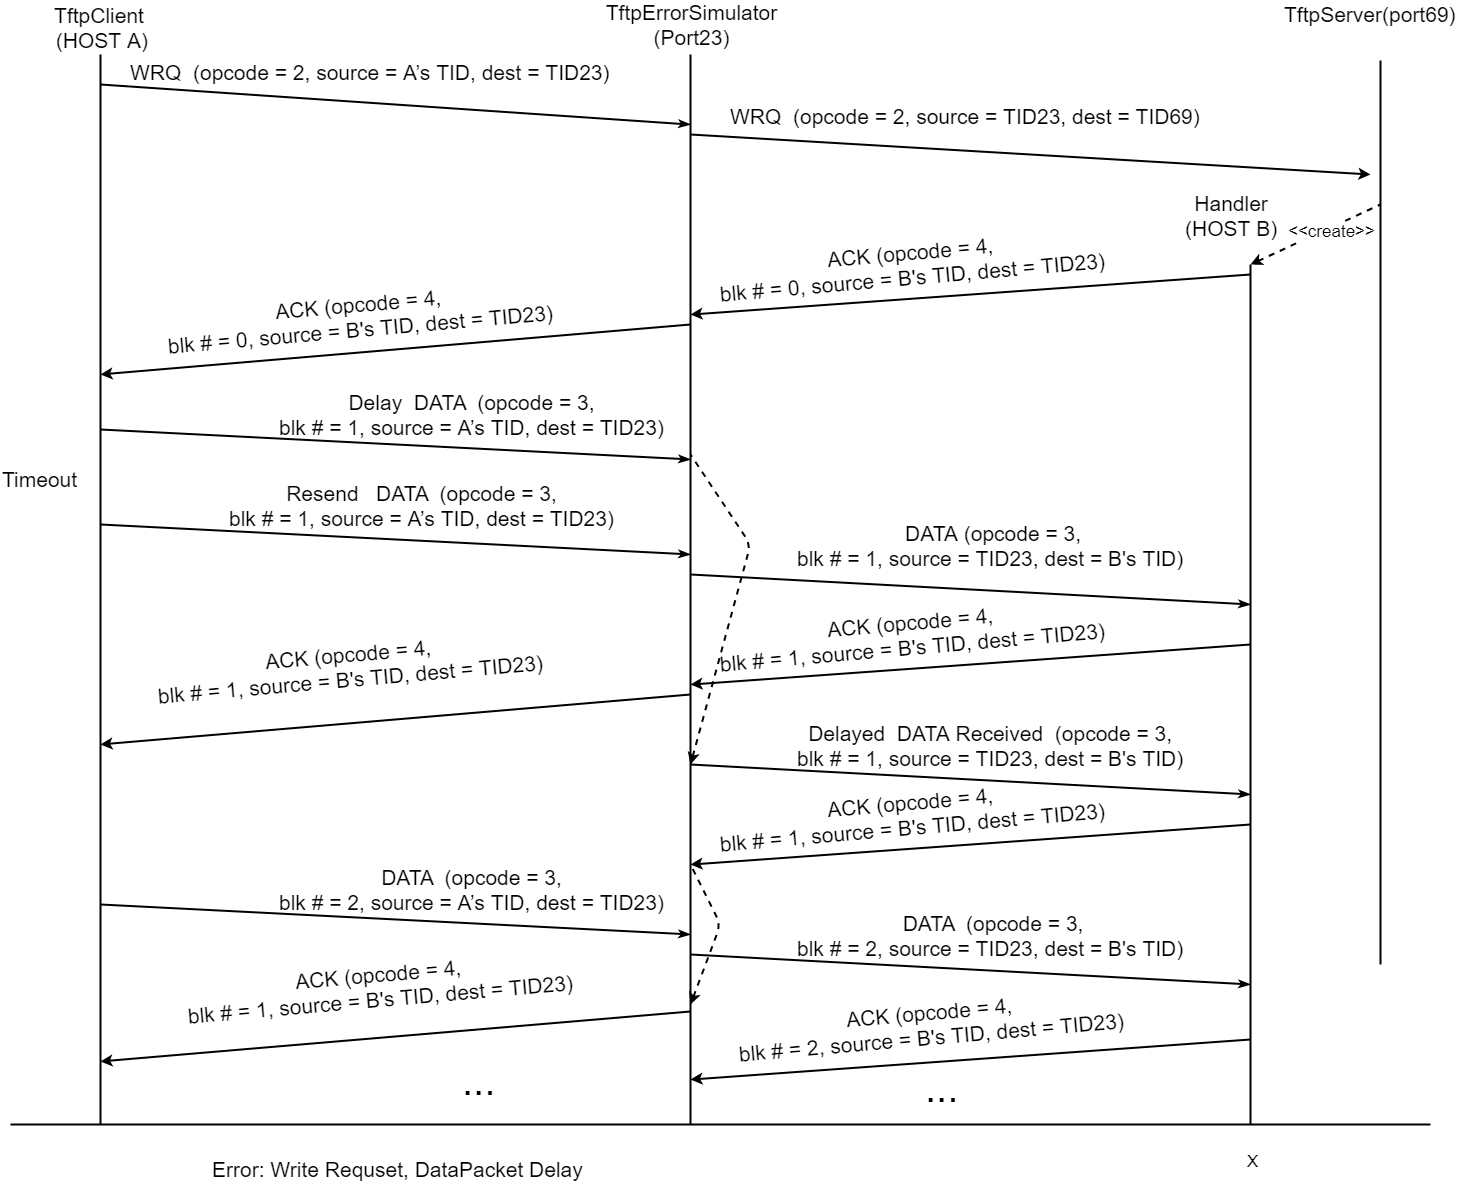 TftpClient
(HOST A)
TftpErrorSimulator
(Port23)
TftpServer(port69)
WRQ (opcode = 2, source = A's TID, dest = TID23)
WRQ (opcode = 2, source = TID23, dest = TID69)
Handler
(HOST B)
<<create>>
ACK (opcode = 4,
blk # = 0, source = B's TID, dest = TID23)
ACK (opcode = 4,
blk # = 0, source = B's TID, dest = TID23)
Delay DATA (opcode = 3,
blk # = 1, source = A's TID, dest = TID23)
Timeout
Resend DATA (opcode = 3,
blk # = 1, source = A's TID, dest = TID23)
DATA (opcode = 3,
blk # = 1, source = TID23, dest = B's TID)
ACK (opcode = 4,
blk # = 1, source = B's TID, dest = TID23)
ACK (opcode = 4,
blk # = 1, source = B's TID, dest = TID23)
Delayed DATA Received (opcode = 3,
blk # = 1, source = TID23, dest = B's TID)
ACK (opcode = 4,
blk # = 1, source = B's TID, dest = TID23)
DATA (opcode = 3,
blk # = 2, source = A's TID, dest = TID23)
DATA (opcode = 3,
blk # = 2, source = TID23, dest = B's TID)
ACK (opcode = 4,
blk # = 1, source = B's TID, dest = TID23)
ACK (opcode = 4,
blk # = 2, source = B's TID, dest = TID23)
...
...
Error: Write Requset, DataPacket Delay
X